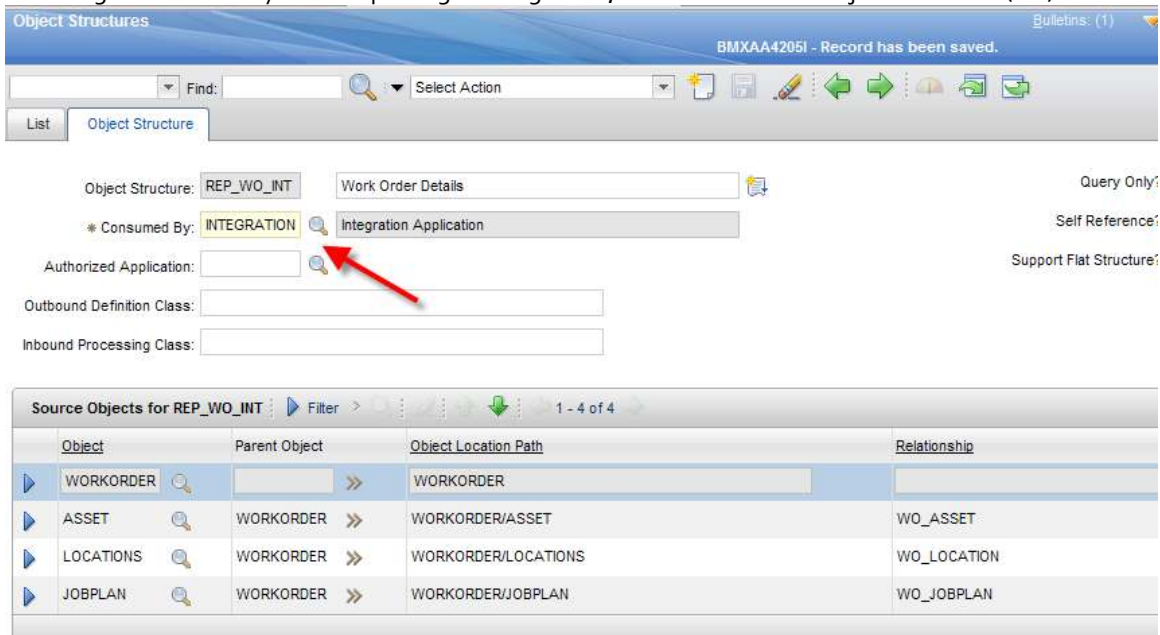 Object Structures
Bulletins: (1)
BMXAA4205I - Record has been saved.
Find:
Select Action
List
Object Structure
Object Structure: REP_WO_INT Work Order Details
Query Only?
* Consumed By: INTEGRATION Integration Application
Self Reference?
Authorized Application:
Support Flat Structure?
Outbound Definition Class:
Inbound Processing Class:
Source Objects for REP_WO_INT Filter > 1 - 4 of 4
Object Parent Object Object Location Path Relationship
WORKORDER WORKORDER
ASSET WORKORDER WORKORDER/ASSET WO_ASSET
LOCATIONS WORKORDER WORKORDER/LOCATIONS WO_LOCATION
JOBPLAN WORKORDER WORKORDER/JOBPLAN WO_JOBPLAN